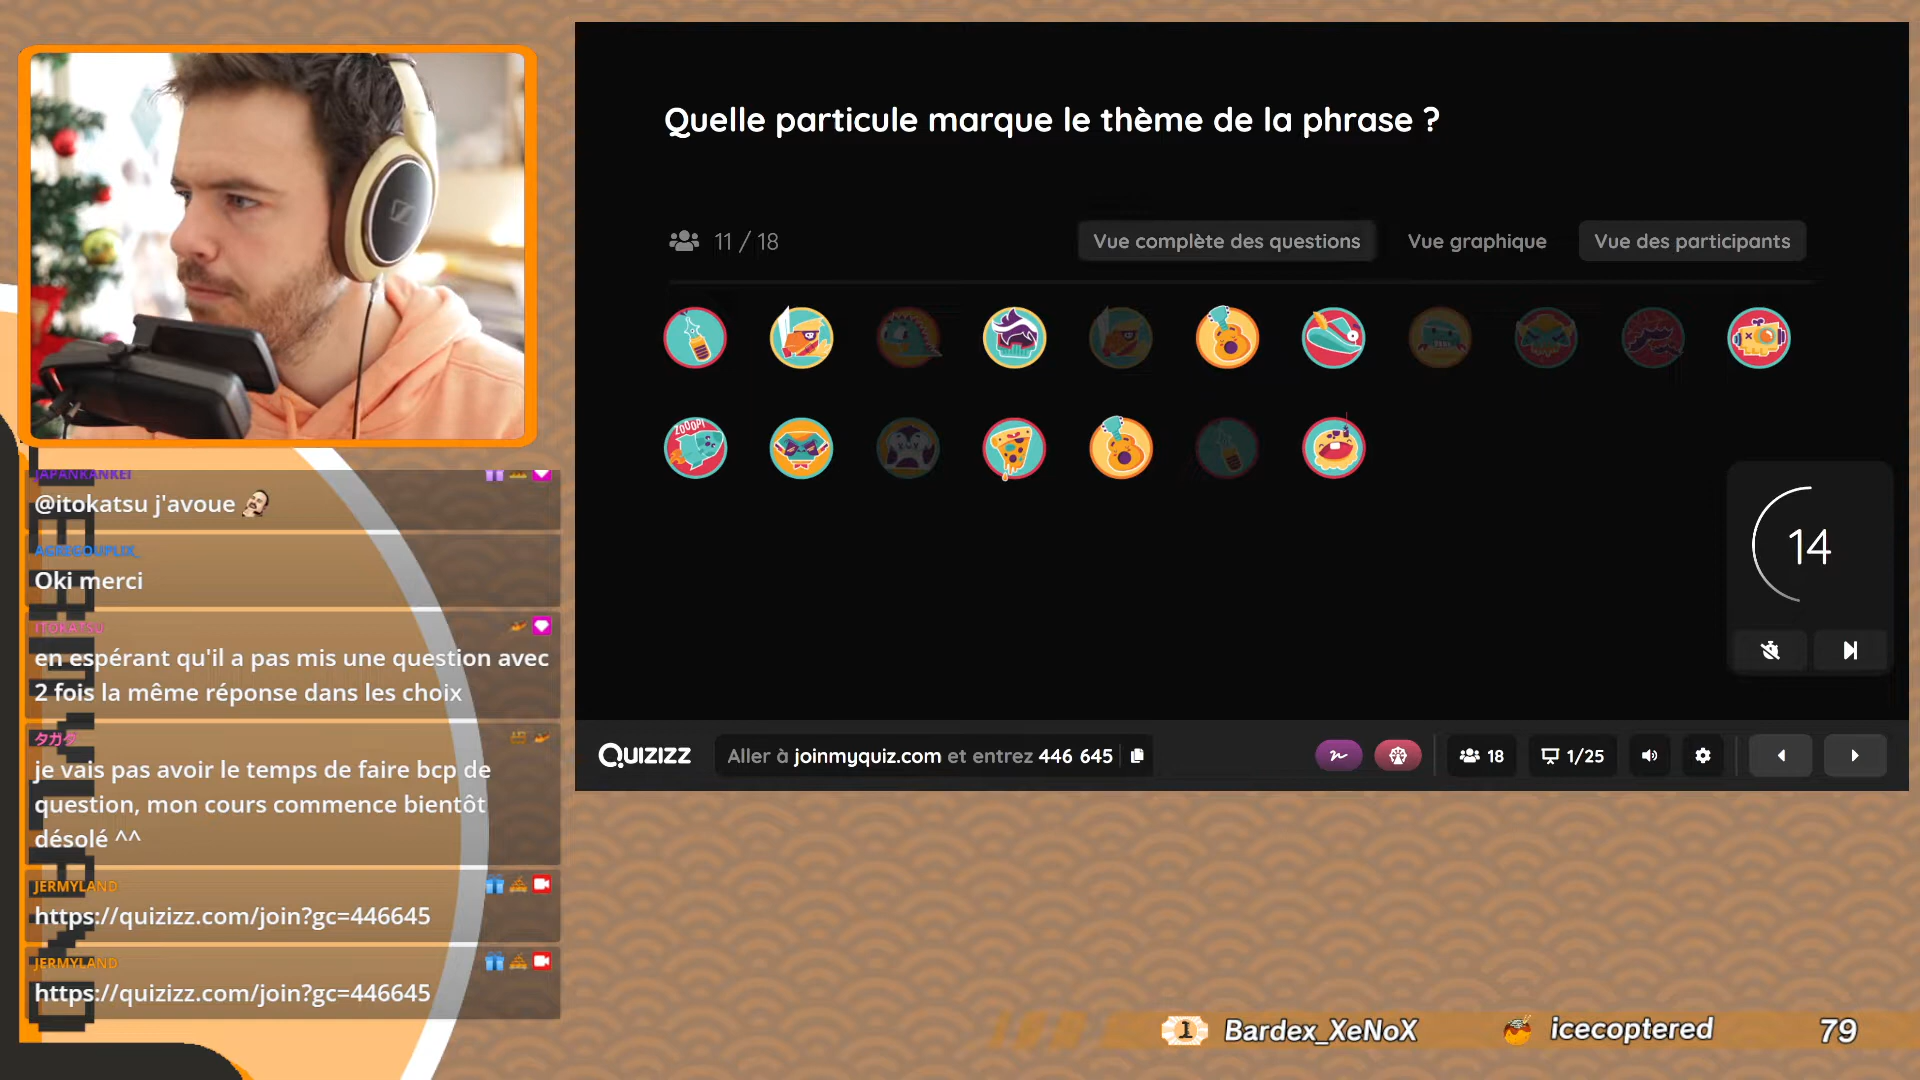 Quelle particule marque le thème de la phrase ?
11 / 18
Vue complète des questions
Vue graphique
Vue des participants
ZOOOP!
14
QUIZIZZ
Aller à joinmyquiz.com et entrez 446 645
18
1/25
JAPANKANKEI
@itokatsu j'avoue
AGREGOUPLIX_
Oki merci
ITOKATSU
en espérant qu'il a pas mis une question avec
2 fois la même réponse dans les choix
je vais pas avoir le temps de faire bcp de
question, mon cours commence bientôt
désolé ^^
JERMYLAND
https://quizizz.com/join?gc=446645
JERMYLAND
https://quizizz.com/join?gc=446645
1
Bardex_XeNoX
icecoptered
79